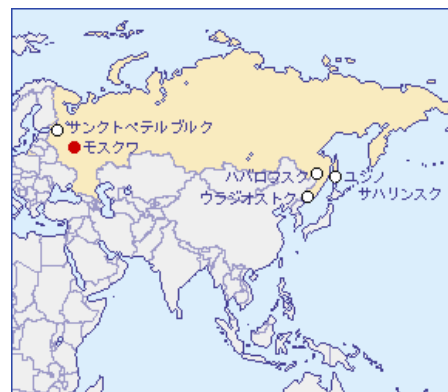 サンクトペテルブルク
モスクワ
ハバロフスク
ユジノ
サハリンスク
ウラジオストク